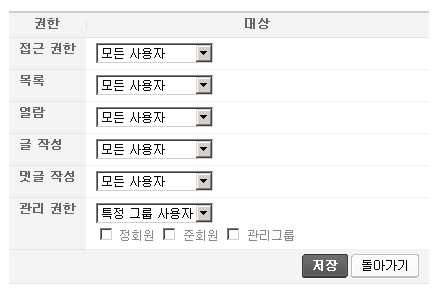 권한 대상
접근 권한 모든 사용자
목록 모든 사용자
열람 모든 사용자
글 작성 모든 사용자
댓글 작성 모든 사용자
관리 권한 특정 그룹 사용자
정회원 준회원 관리그룹
저장 돌아가기